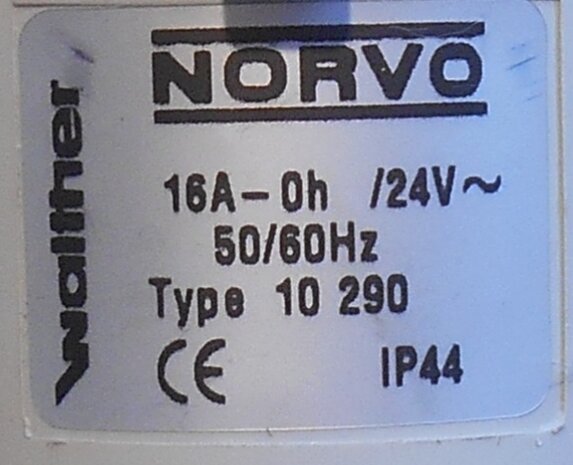 NORVO
walther
16A-0h /24V~
50/60Hz
Type 10 290
CE IP44